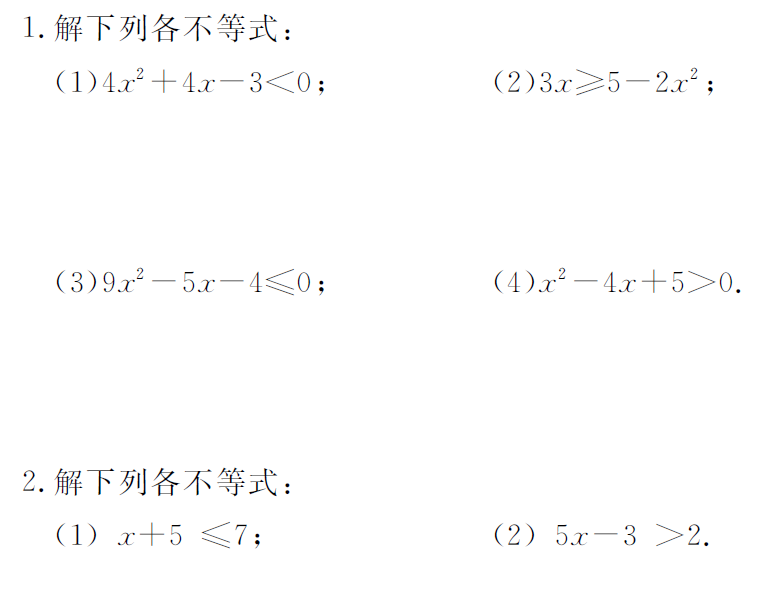 1. 解下列各不等式:
(1)4x²+4x−3<0; (2)3x⩾5−2x²;
(3)9x²−5x−4⩽0; (4)x²−4x+5>0.
2. 解下列各不等式:
(1) x+5 ⩽7; (2) 5x−3 >2.